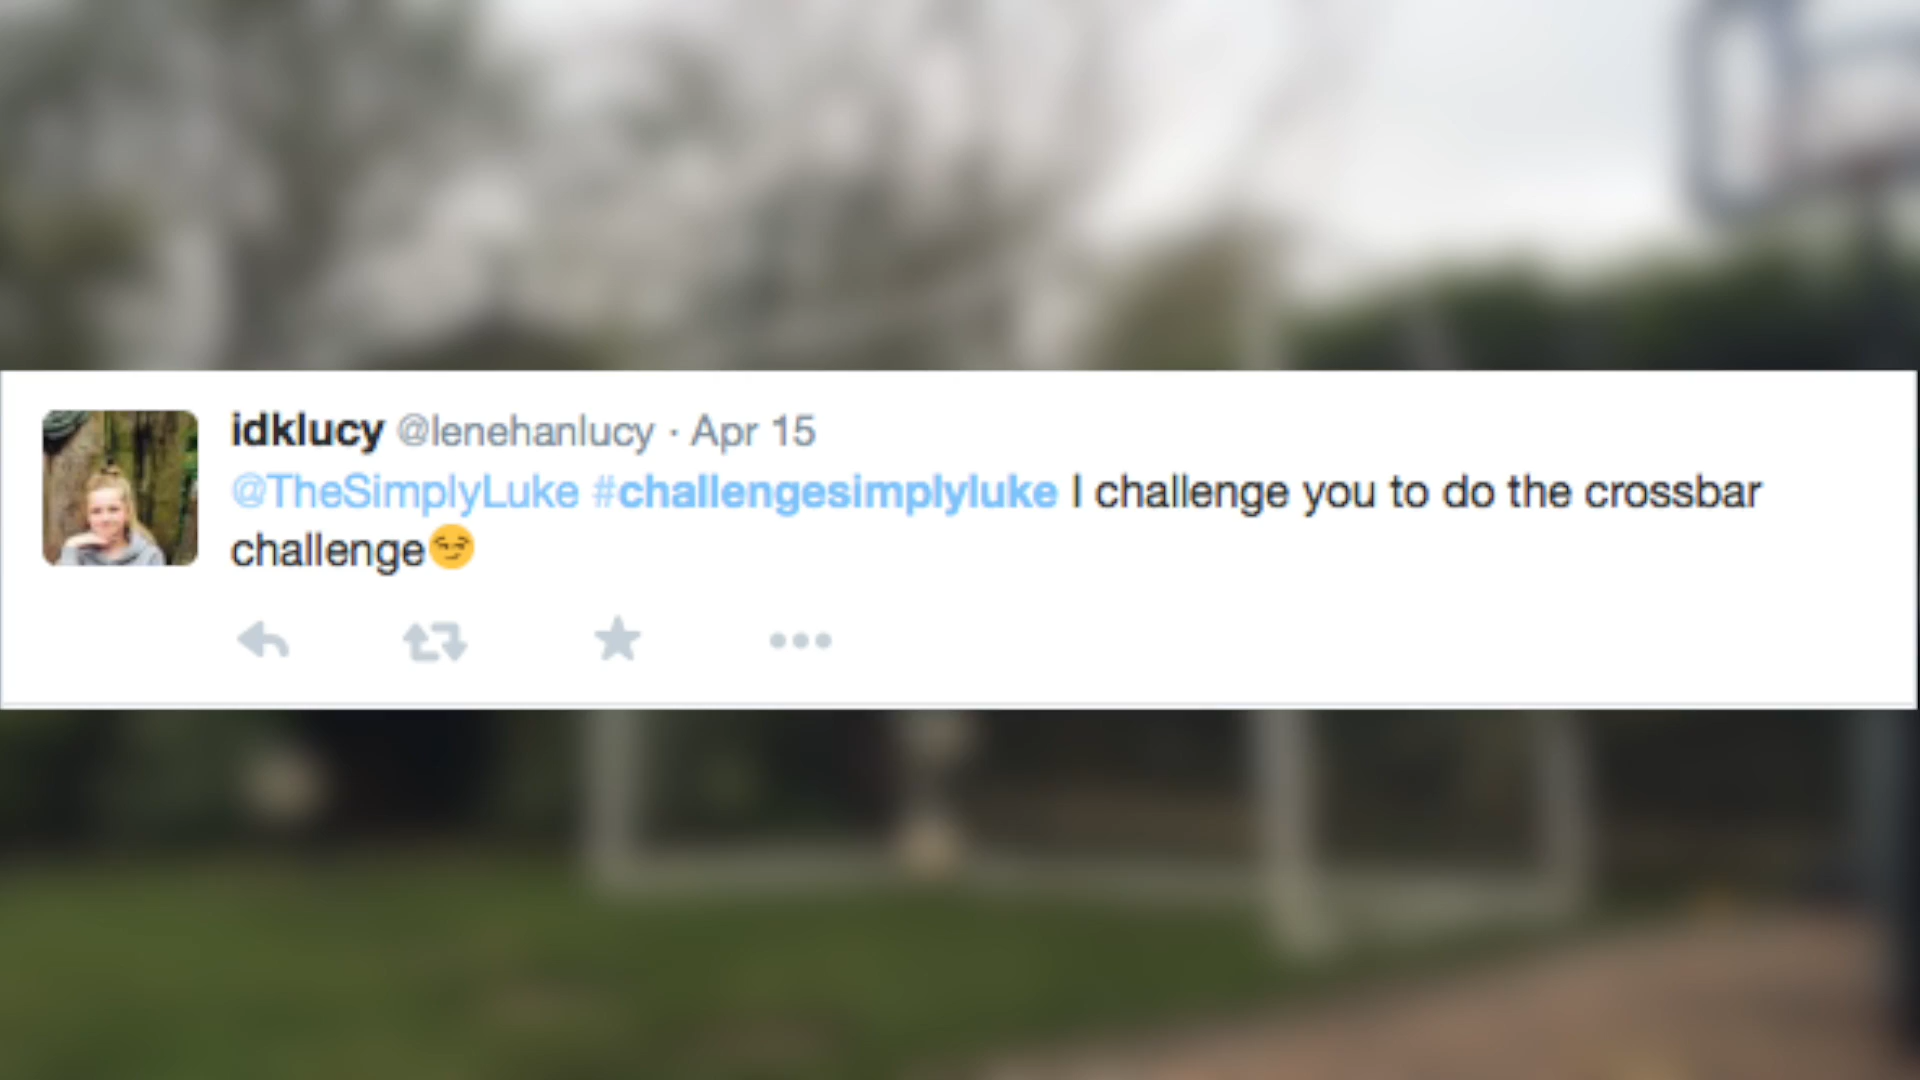 idklucy @lenehanlucy · Apr 15
@TheSimplyLuke #challengesimplyluke I challenge you to do the crossbar
challenge😏